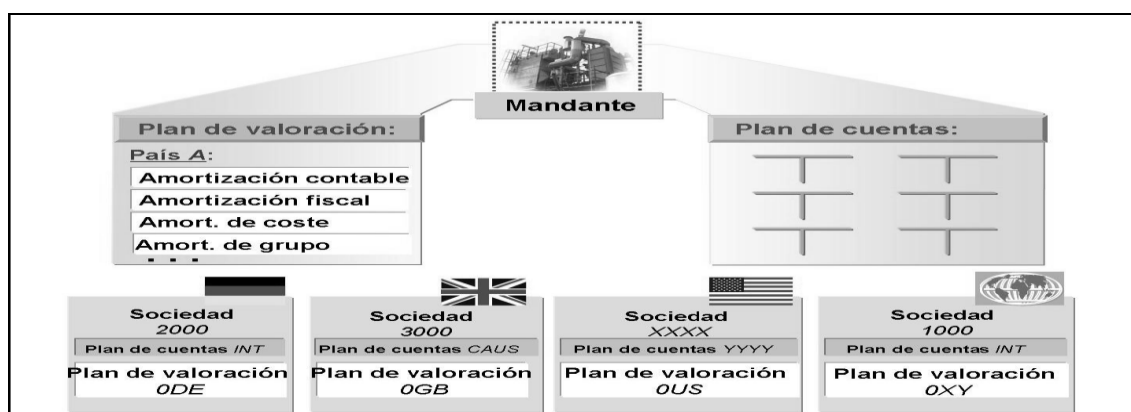 Mandante
Plan de valoración:
País A:
Amortización contable
Amortización fiscal
Amort. de coste
Amort. de grupo
. . .
Plan de cuentas:
Sociedad
2000
Plan de cuentas INT
Plan de valoración
0DE
Sociedad
3000
Plan de cuentas CAUS
Plan de valoración
0GB
Sociedad
XXXX
Plan de cuentas YYYY
Plan de valoración
0US
Sociedad
1000
Plan de cuentas INT
Plan de valoración
0XY